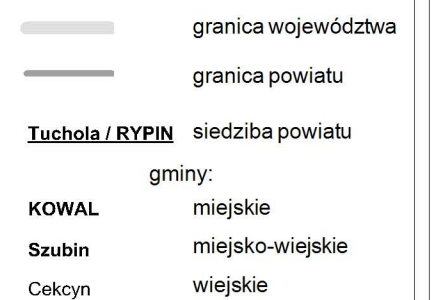 granica województwa
granica powiatu
Tuchola / RYPIN siedziba powiatu
gminy:
KOWAL miejskie
Szubin miejsko-wiejskie
Cekcyn wiejskie